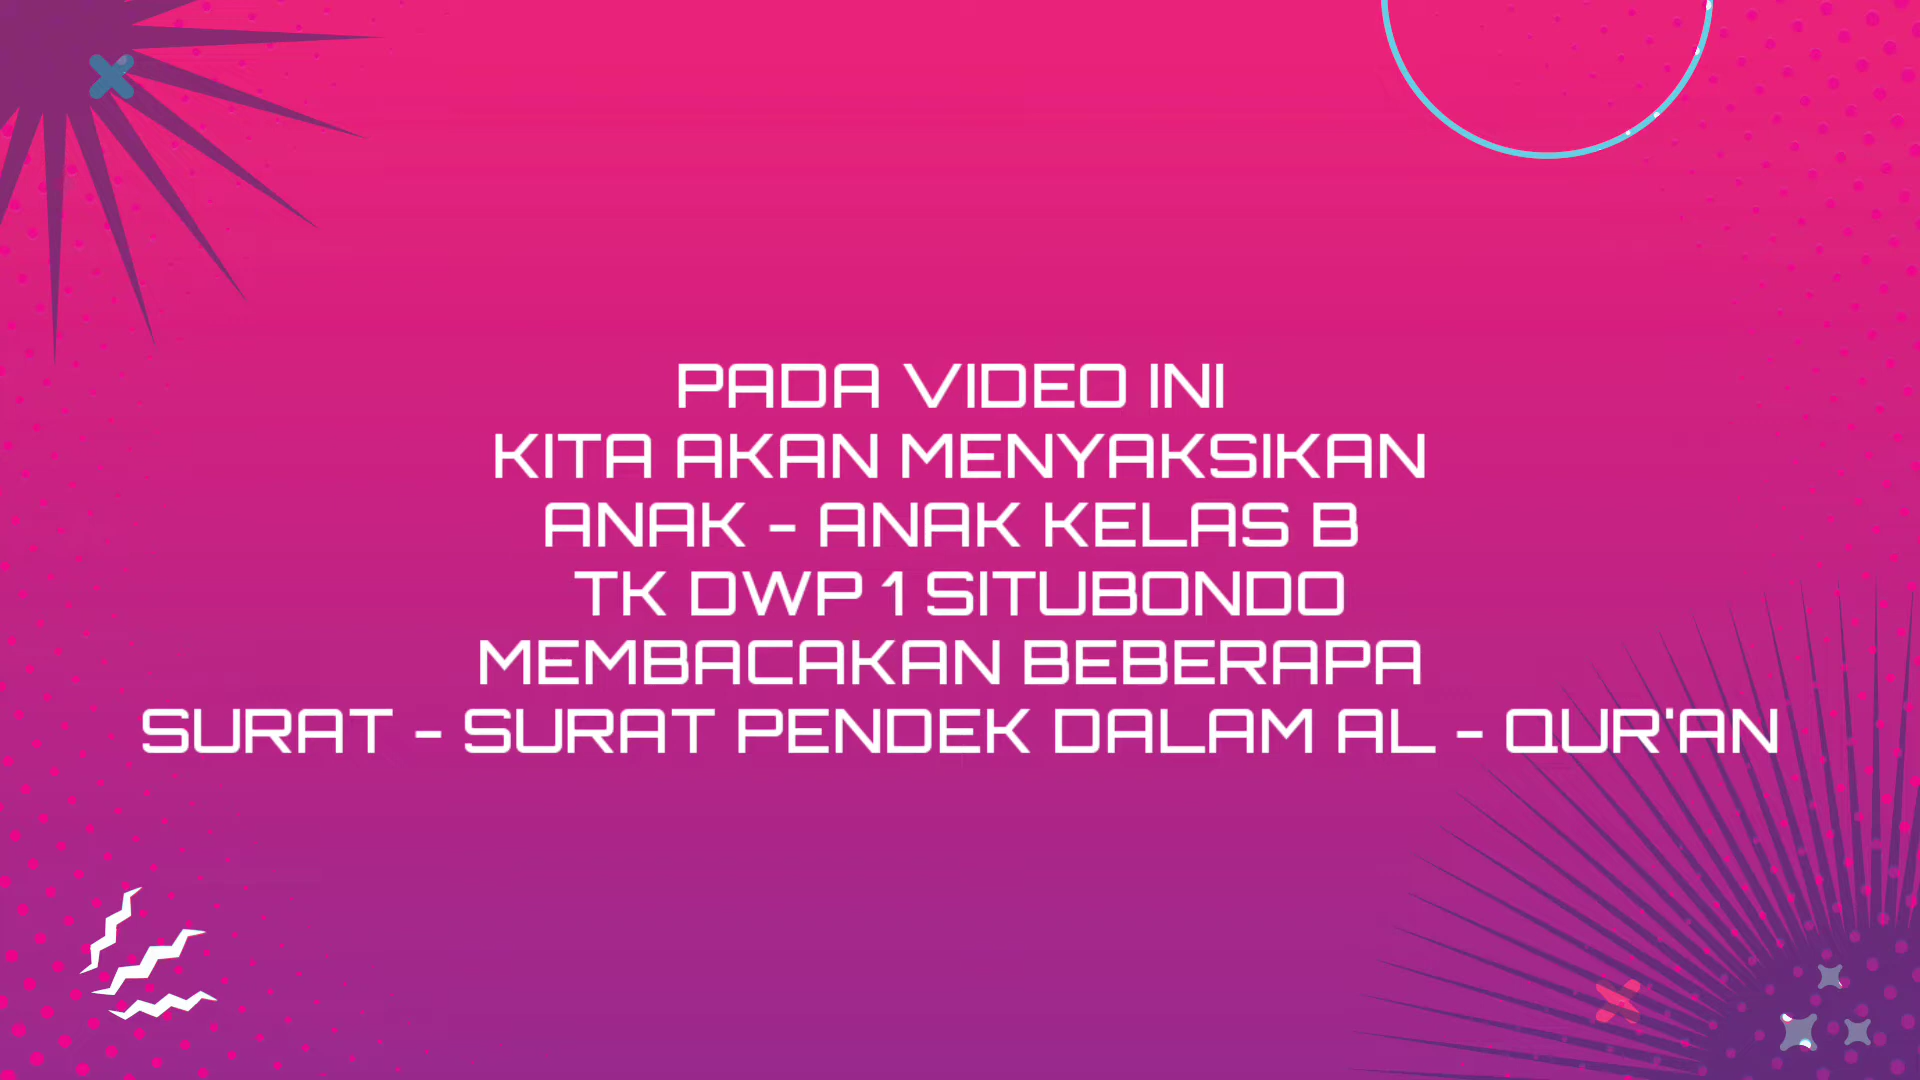 PADA VIDEO INI
KITA AKAN MENYAKSIKAN
ANAK - ANAK KELAS B
TK DWP 1 SITUBONDO
MEMBACAKAN BEBERAPA
SURAT - SURAT PENDEK DALAM AL - QUR'AN